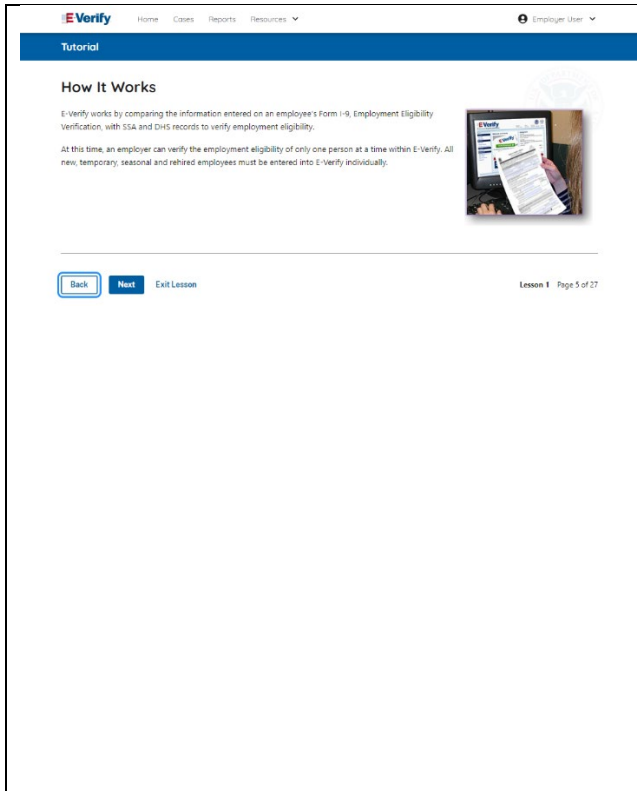 E-Verify
Home Cases Reports Resources
Employer User
Tutorial
How It Works
E-Verify works by comparing the information entered on an employee's Form I-9, Employment Eligibility
Verification, with SSA and DHS records to verify employment eligibility.
At this time, an employer can verify the employment eligibility of only one person at a time within E-Verify. All
new, temporary, seasonal and rehired employees must be entered into E-Verify individually.
E-Verify
Back Next Exit Lesson
Lesson 1 Page 5 of 27